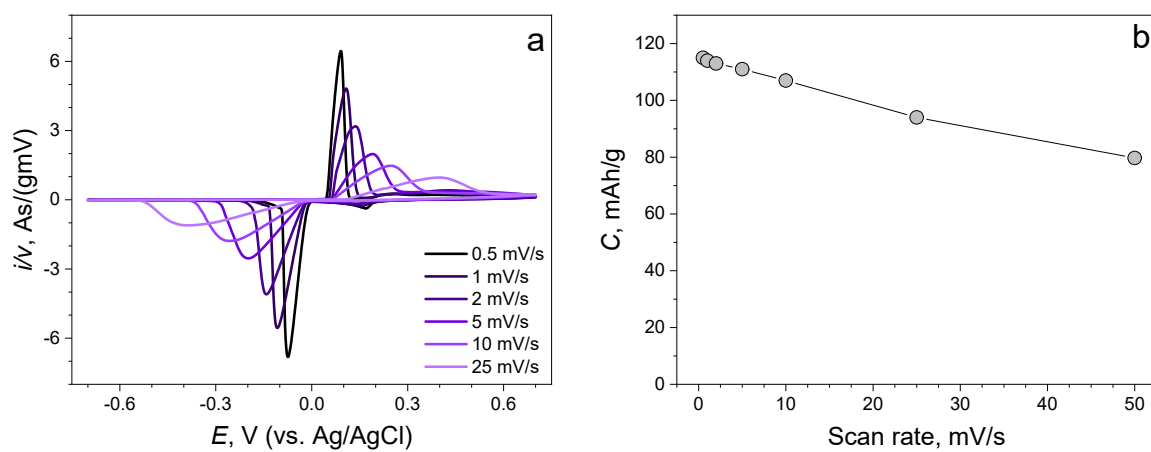 a
6
3
0
-3
-6
i/v, As/(gmV)
0.5 mV/s
1 mV/s
2 mV/s
5 mV/s
10 mV/s
25 mV/s
-0.6
-0.3
0.0
0.3
0.6
E, V (vs. Ag/AgCl)
b
120
100
80
60
40
20
0
C, mAh/g
0
10
20
30
40
50
Scan rate, mV/s